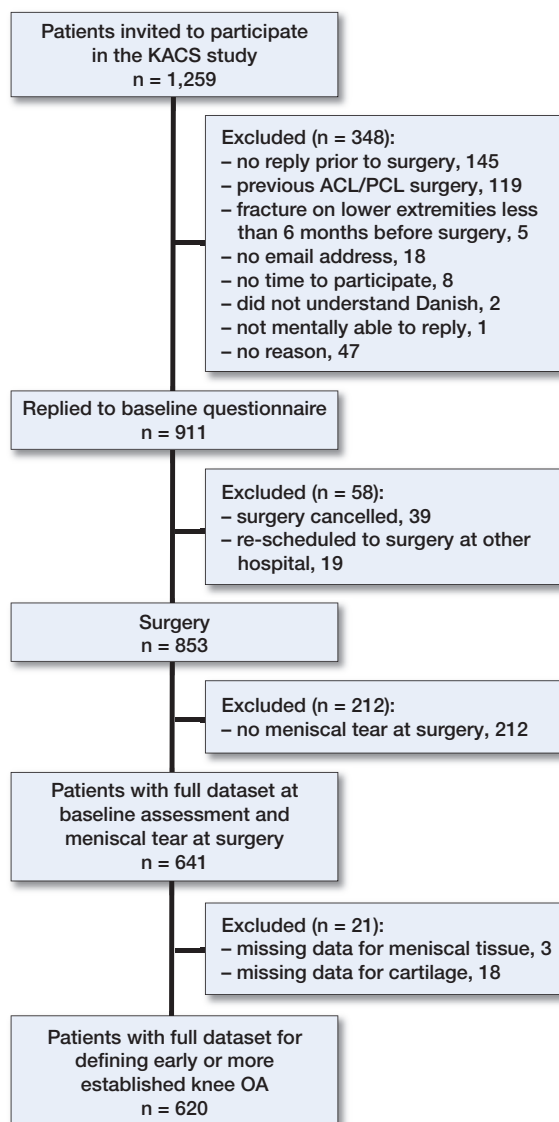 Patients invited to participate
in the KACS study
n = 1,259
Excluded (n = 348):
– no reply prior to surgery, 145
– previous ACL/PCL surgery, 119
– fracture on lower extremities less
than 6 months before surgery, 5
– no email address, 18
– no time to participate, 8
– did not understand Danish, 2
– not mentally able to reply, 1
– no reason, 47
Replied to baseline questionnaire
n = 911
Excluded (n = 58):
– surgery cancelled, 39
– re-scheduled to surgery at other
hospital, 19
Surgery
n = 853
Excluded (n = 212):
– no meniscal tear at surgery, 212
Patients with full dataset at
baseline assessment and
meniscal tear at surgery
n = 641
Excluded (n = 21):
– missing data for meniscal tissue, 3
– missing data for cartilage, 18
Patients with full dataset for
defining early or more
established knee OA
n = 620